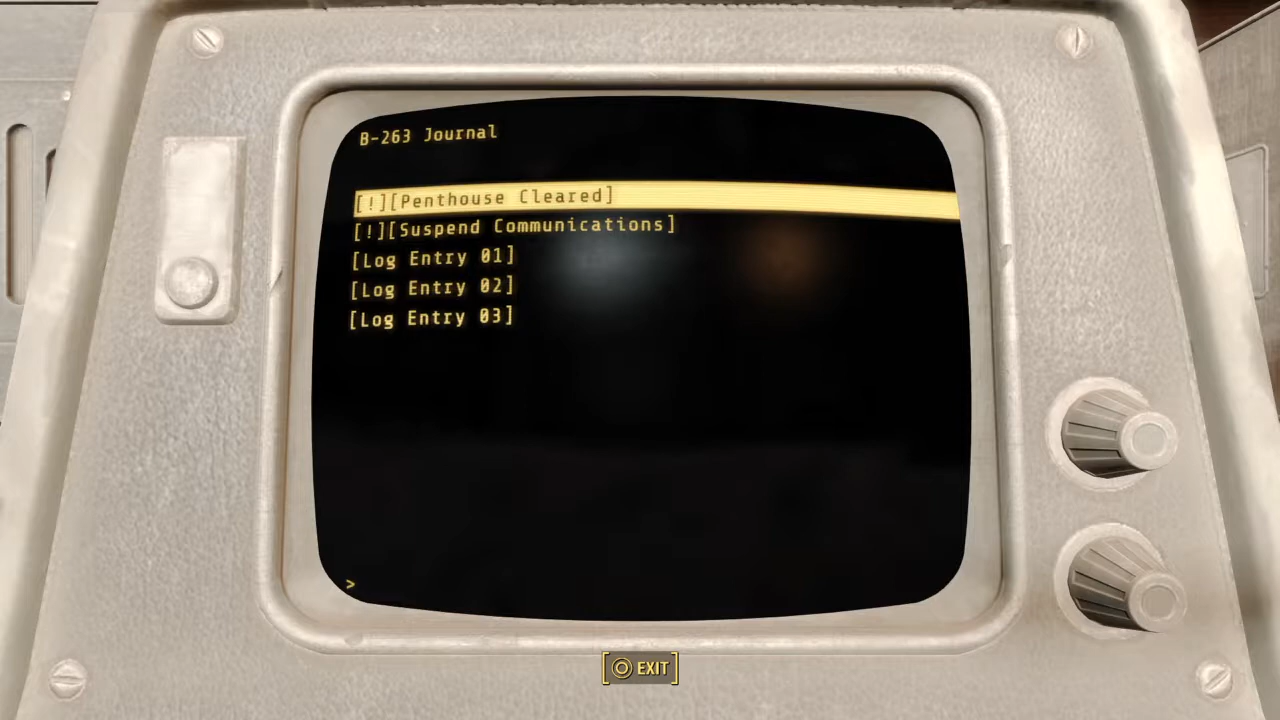 B-263 Journal
[!][Penthouse Cleared]
[!][Suspend Communications]
[Log Entry 01]
[Log Entry 02]
[Log Entry 03]
>
EXIT